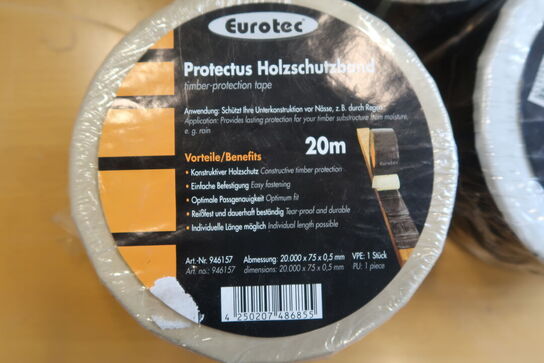 Eurotec®
Protectus Holzschutzband
timber-protection tape
Anwendung: Schützt Ihre Unterkonstruktion vor Nässe, z. B. durch Regen
Application: Provides lasting protection for your timber substructure from moisture,
e. g. rain
20m
Vorteile/Benefits
• Konstruktiver Holzschutz Constructive timber protection
• Einfache Befestigung Easy fastening
• Optimale Passgenauigkeit Optimum fit
• Reißfest und dauerhaft beständig Tear-proof and durable
• Individuelle Länge möglich Individual length possible
Eurotec
Art.-Nr. 946157 Abmessung: 20.000 x 75 x 0,5 mm VPE: 1 Stück
Art. no.: 946157 dimensions: 20.000 x 75 x 0,5 mm PU: 1 piece
4 250207 486855